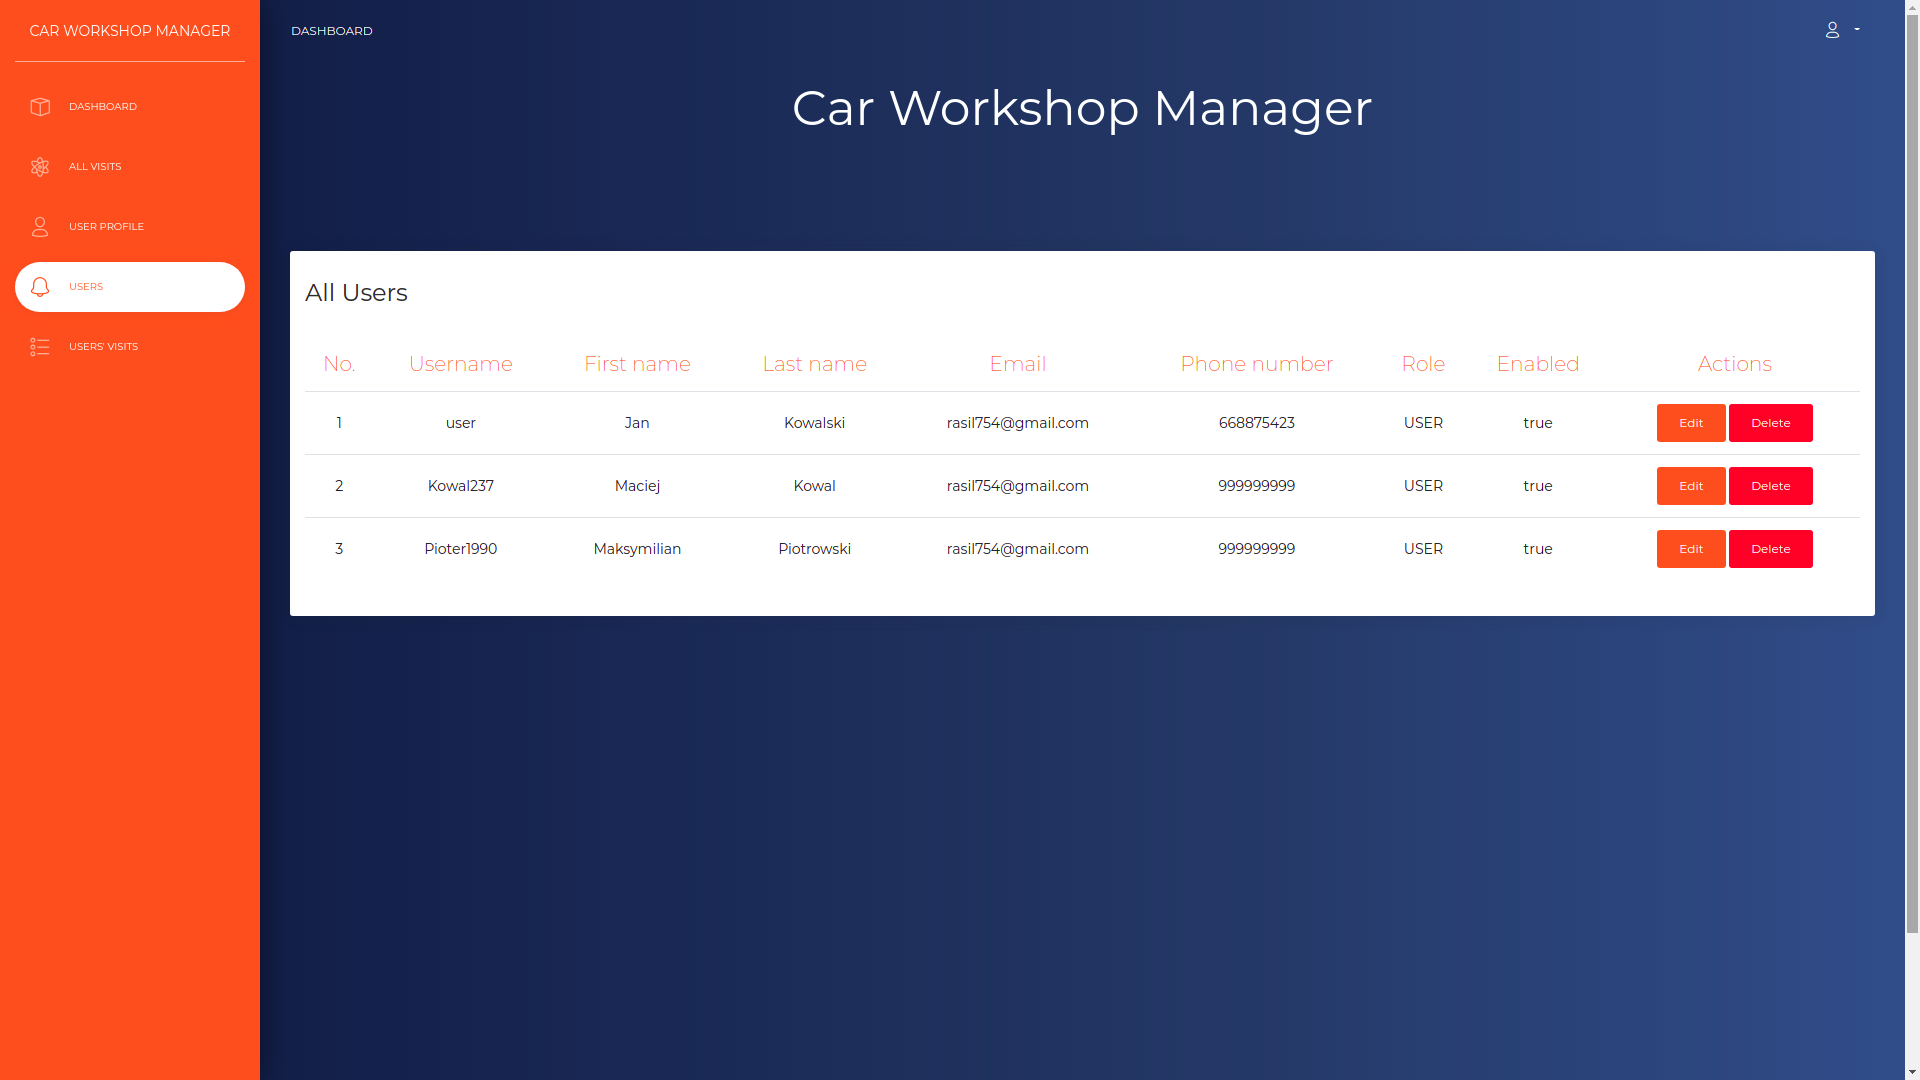 CAR WORKSHOP MANAGER
DASHBOARD
ALL VISITS
USER PROFILE
USERS
USERS' VISITS
DASHBOARD
Car Workshop Manager
All Users
No. Username First name Last name Email Phone number Role Enabled Actions
1 user Jan Kowalski rasil754@gmail.com 668875423 USER true Edit Delete
2 Kowal237 Maciej Kowal rasil754@gmail.com 999999999 USER true Edit Delete
3 Pioter1990 Maksymilian Piotrowski rasil754@gmail.com 999999999 USER true Edit Delete